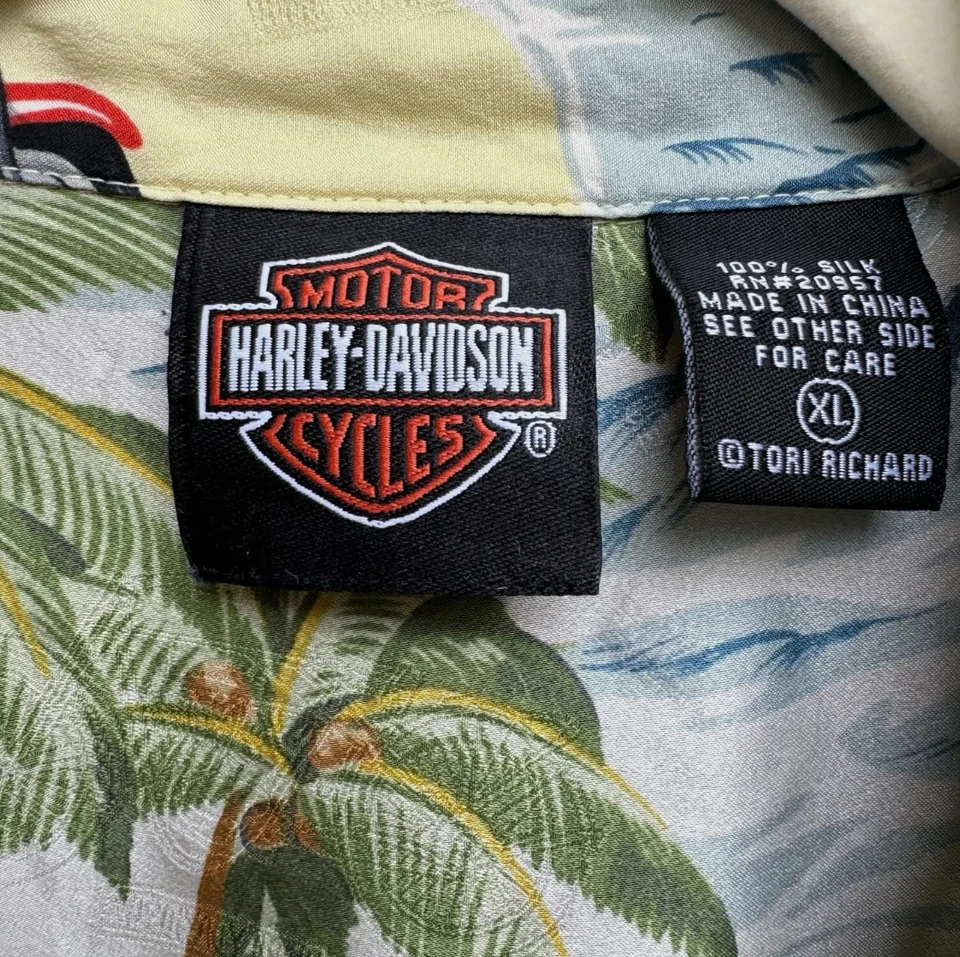 MOTOR
HARLEY-DAVIDSON
CYCLES
®
100% SILK
RN#20957
MADE IN CHINA
SEE OTHER SIDE
FOR CARE
XL
©TORI RICHARD